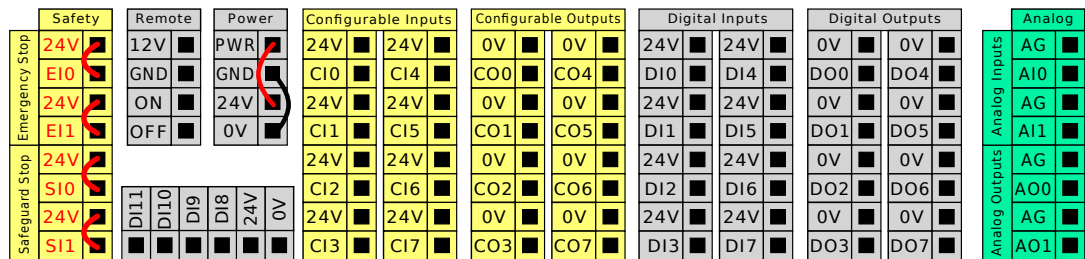 Safety
Emergency Stop
24V
EI0
24V
EI1
Safeguard Stop
24V
SI0
24V
SI1
Remote
12V
GND
ON
OFF
Power
PWR
GND
24V
0V
DI11
DI10
DI9
DI8
24V
0V
Configurable Inputs
24V 24V
CI0 CI4
24V 24V
CI1 CI5
24V 24V
CI2 CI6
24V 24V
CI3 CI7
Configurable Outputs
0V 0V
CO0 CO4
0V 0V
CO1 CO5
0V 0V
CO2 CO6
0V 0V
CO3 CO7
Digital Inputs
24V 24V
DI0 DI4
24V 24V
DI1 DI5
24V 24V
DI2 DI6
24V 24V
DI3 DI7
Digital Outputs
0V 0V
DO0 DO4
0V 0V
DO1 DO5
0V 0V
DO2 DO6
0V 0V
DO3 DO7
Analog
Analog Inputs
AG
AI0
AG
AI1
Analog Outputs
AG
AO0
AG
AO1